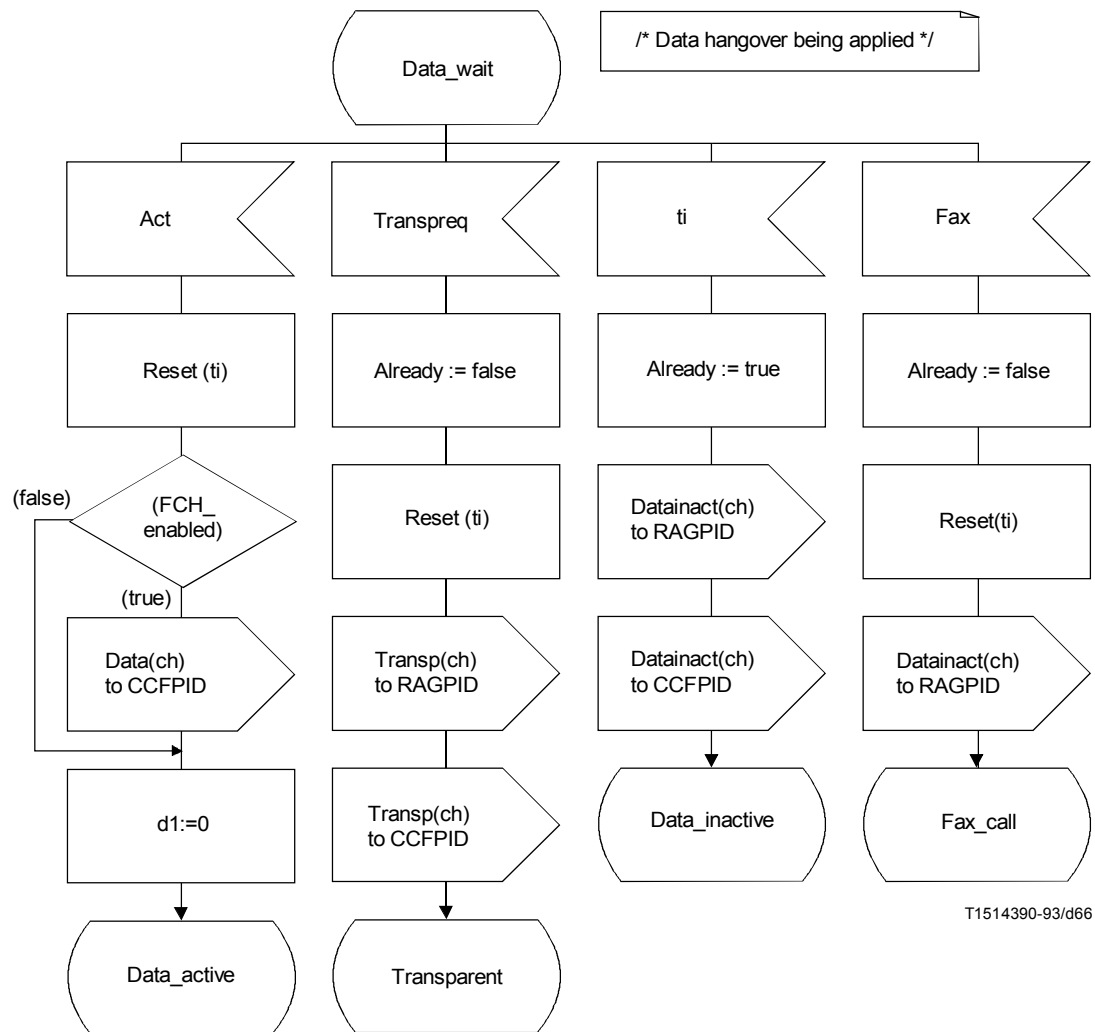 /* Data hangover being applied */
Data_wait
Act
Transpreq
ti
Fax
Reset (ti)
Already := false
Already := true
Already := false
(false)
(FCH_
enabled)
(true)
Reset (ti)
Datainact(ch)
to RAGPID
Reset(ti)
Data(ch)
to CCFPID
Transp(ch)
to RAGPID
Datainact(ch)
to CCFPID
Datainact(ch)
to RAGPID
d1:=0
Transp(ch)
to CCFPID
Data_inactive
Fax_call
T1514390-93/d66
Data_active
Transparent